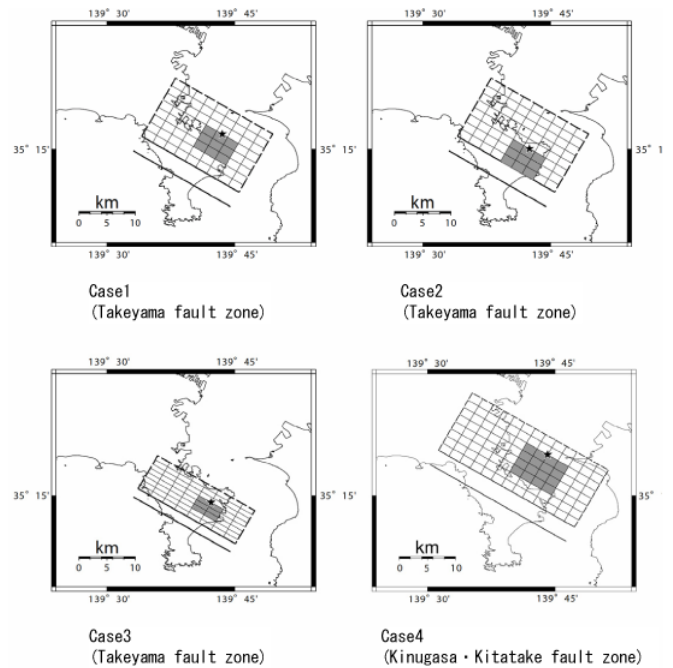 139° 30' 139° 45'
139° 30' 139° 45'
35° 15' 35° 15' 35° 1
km km
0 5 10 0 5 10
139° 30' 139° 45'
139° 30' 139° 45'
Case1 Case2
(Takeyama fault zone) (Takeyama fault zone)
139° 30' 139° 45'
139° 30' 139° 45'
35° 15' 35° 15' 35°
km km
0 5 10 0 5 10
139° 30' 139° 45'
139° 30' 139° 45'
Case3 Case4
(Takeyama fault zone) (Kinugasa・Kitatake fault zone)